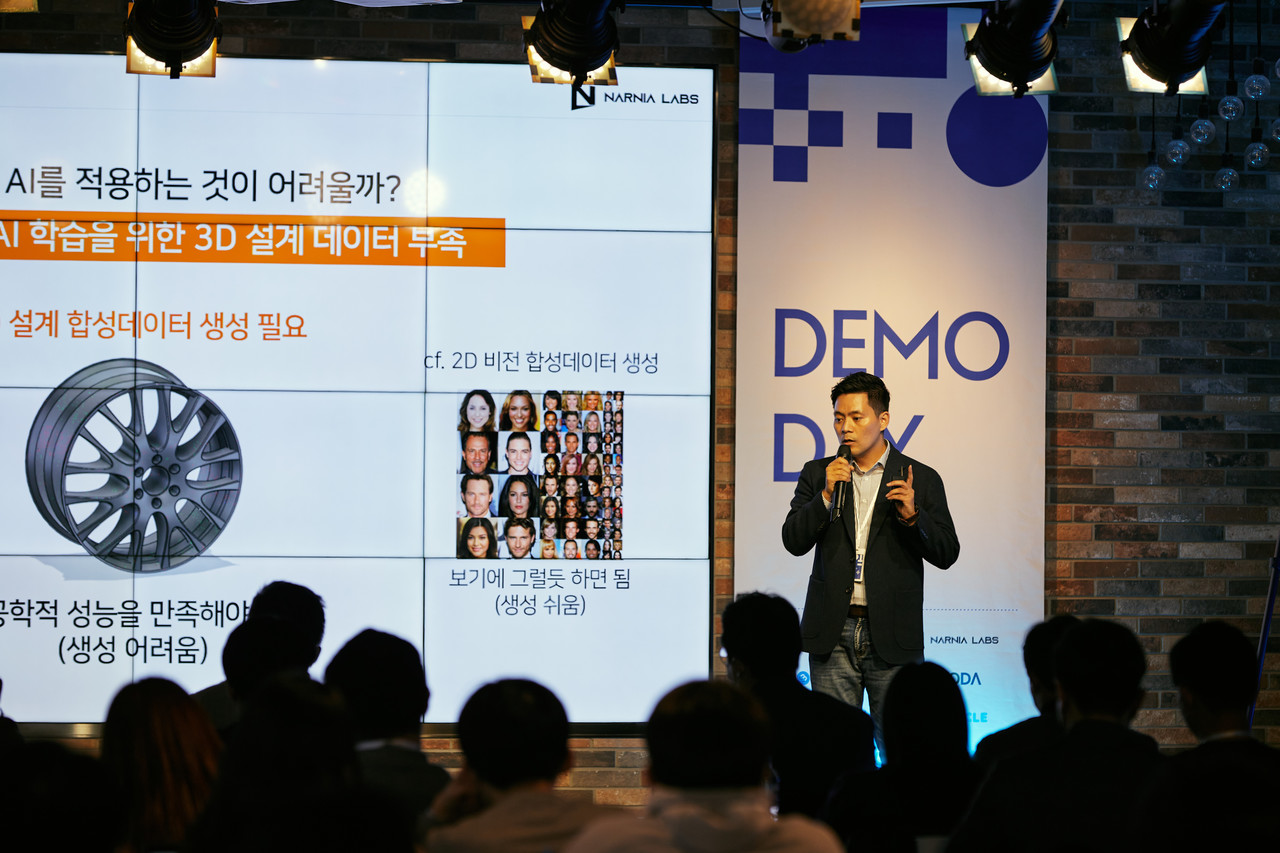 NARNIA LABS
AI를 적용하는 것이 어려울까?
AI 학습을 위한 3D 설계 데이터 부족
설계 합성데이터 생성 필요
cf. 2D 비전 합성데이터 생성
보기에 그럴듯 하면 됨
(생성 쉬움)
공학적 성능을 만족해야
(생성 어려움)
DEMO
DAY
NARNIA LABS